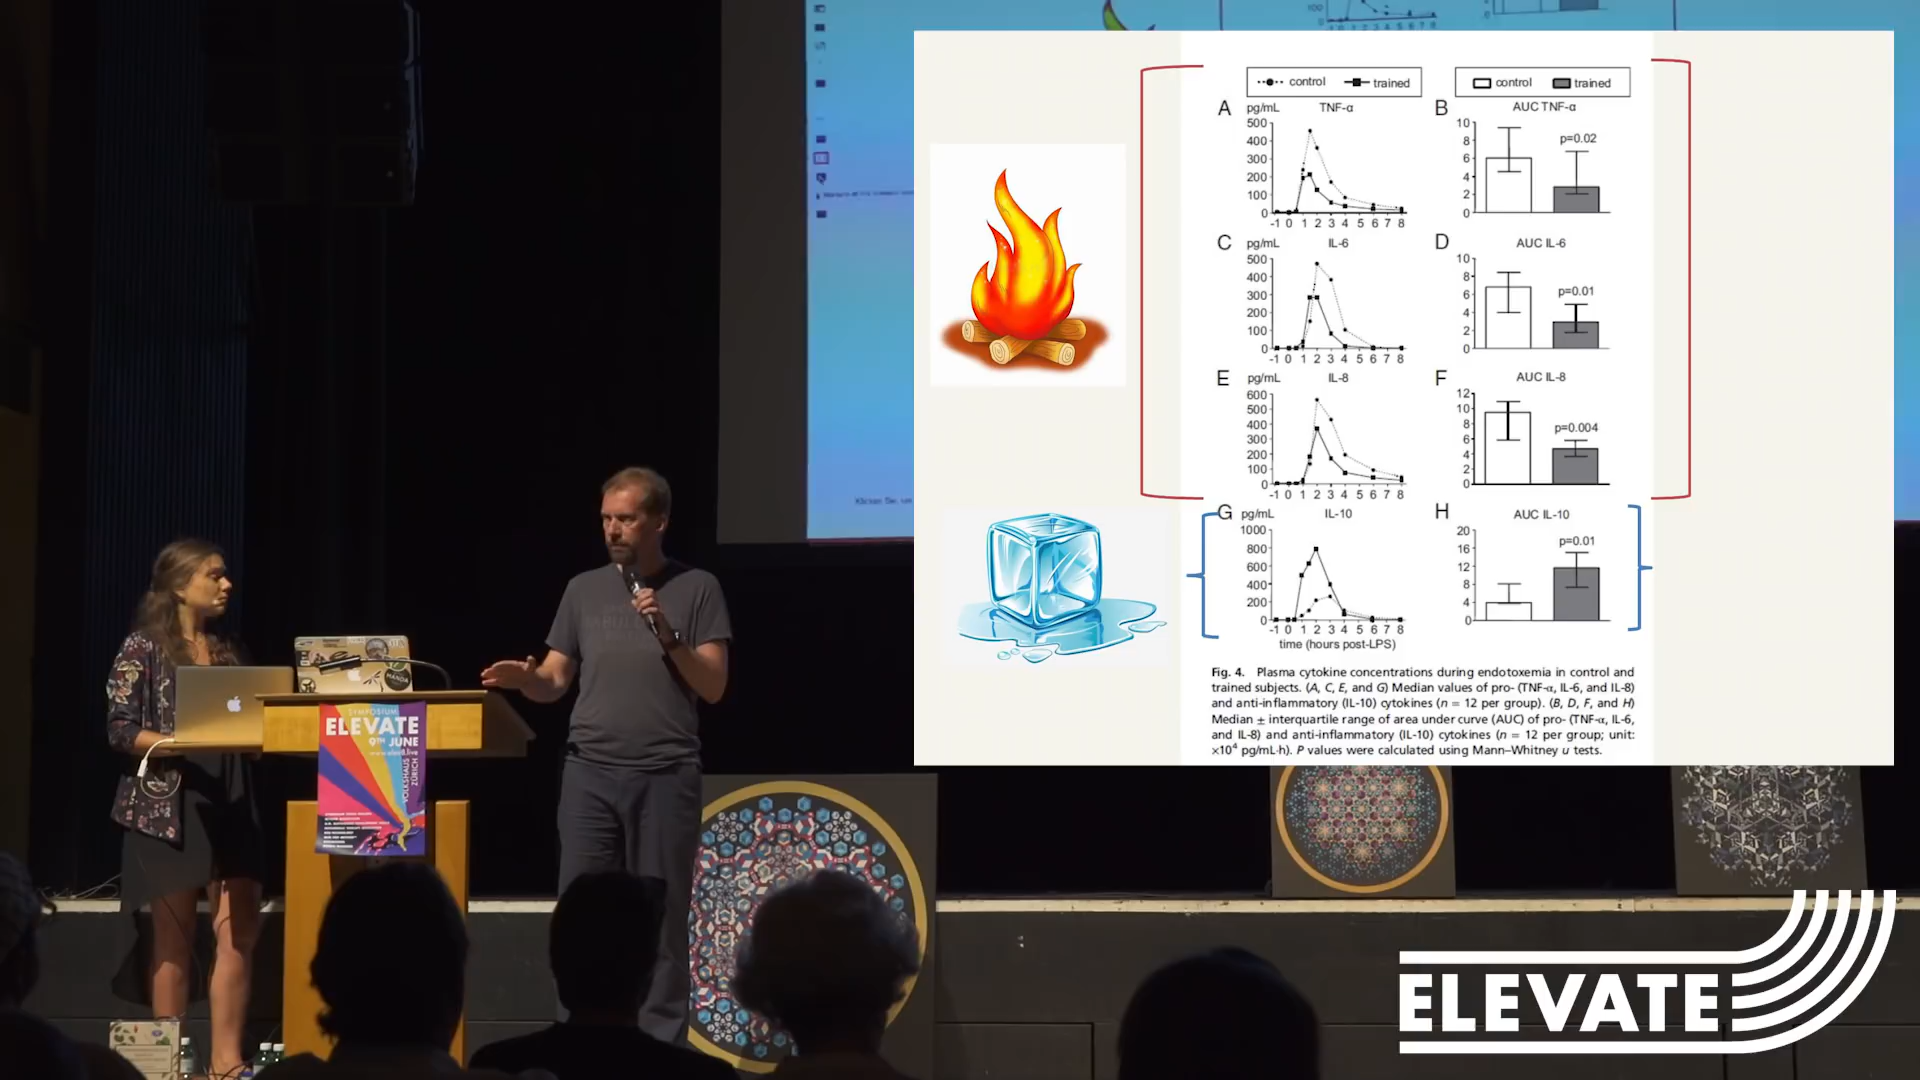 control trained
control trained
A pg/mL TNF-α
500
400
300
200
100
0
-1 0 1 2 3 4 5 6 7 8
B AUC TNF-α
10
8
6
4
2
0
p=0.02
C pg/mL IL-6
500
400
300
200
100
0
-1 0 1 2 3 4 5 6 7 8
D AUC IL-6
10
8
6
4
2
0
p=0.01
E pg/mL IL-8
600
500
400
300
200
100
0
-1 0 1 2 3 4 5 6 7 8
F AUC IL-8
12
10
8
6
4
2
0
p=0.004
G pg/mL IL-10
1000
800
600
400
200
0
-1 0 1 2 3 4 5 6 7 8
time (hours post-LPS)
H AUC IL-10
20
16
12
8
4
0
p=0.01
Fig. 4. Plasma cytokine concentrations during endotoxemia in control and
trained subjects. (A, C, E, and G) Median values of pro- (TNF-α, IL-6, and IL-8)
and anti-inflammatory (IL-10) cytokines (n = 12 per group). (B, D, F, and H)
Median ± interquartile range of area under curve (AUC) of pro- (TNF-α, IL-6,
and IL-8) and anti-inflammatory (IL-10) cytokines (n = 12 per group; unit:
×10⁴ pg/mL·h). P values were calculated using Mann–Whitney u tests.
SYMPOSIUM
ELEVATE
9TH JUNE
www.elev8.live
VOLKSHAUS
ZÜRICH
ELEVATE